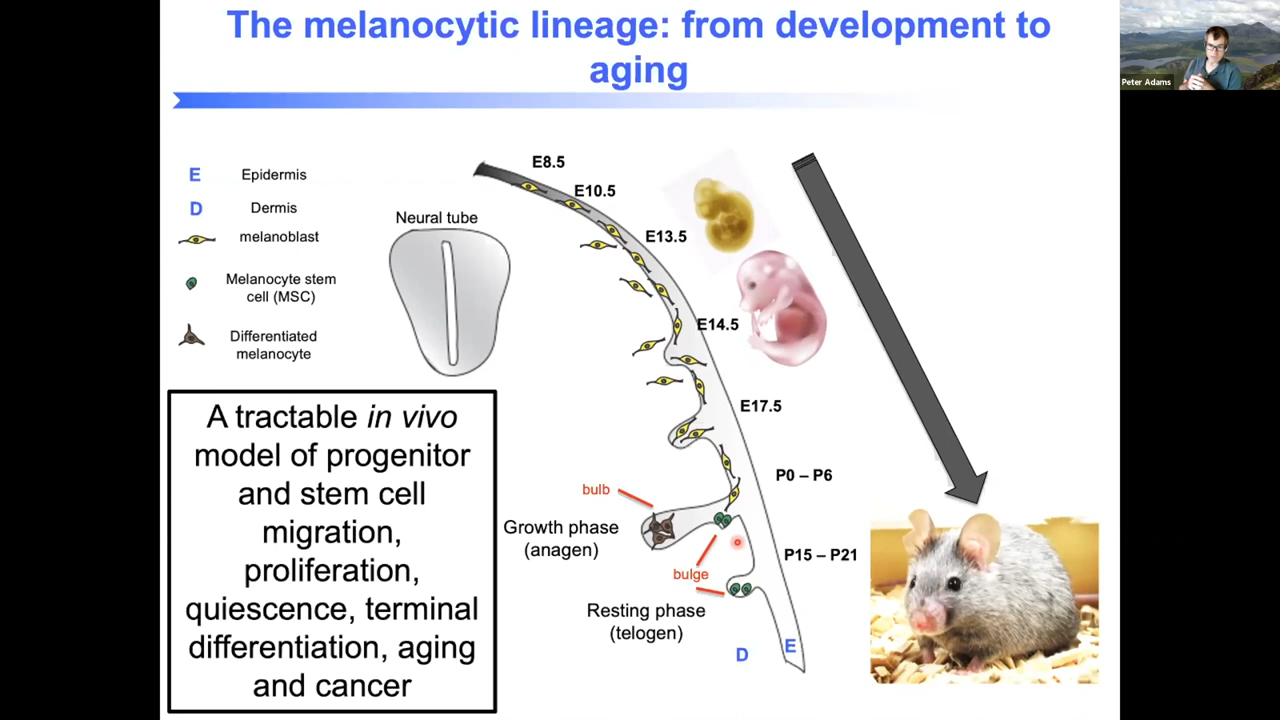 The melanocytic lineage: from development to
aging
Peter Adams
E Epidermis
D Dermis
melanoblast
Melanocyte stem
cell (MSC)
Differentiated
melanocyte
Neural tube
E8.5
E10.5
E13.5
E14.5
E17.5
P0 – P6
P15 – P21
bulb
Growth phase
(anagen)
bulge
Resting phase
(telogen)
D
E
A tractable in vivo
model of progenitor
and stem cell
migration,
proliferation,
quiescence, terminal
differentiation, aging
and cancer